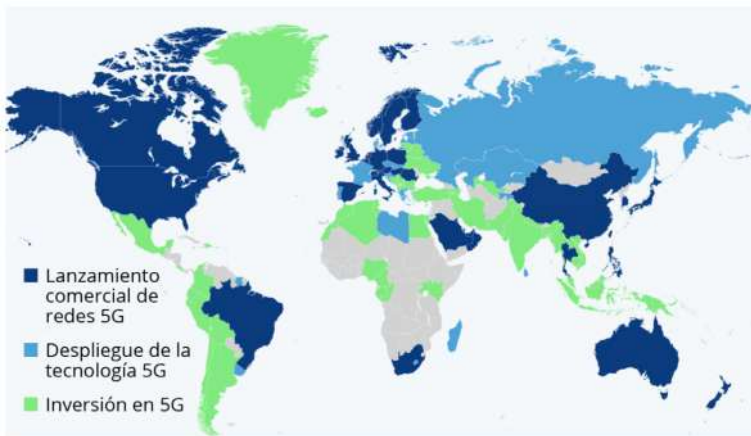 Lanzamiento
comercial de
redes 5G
Despliegue de la
tecnología 5G
Inversión en 5G